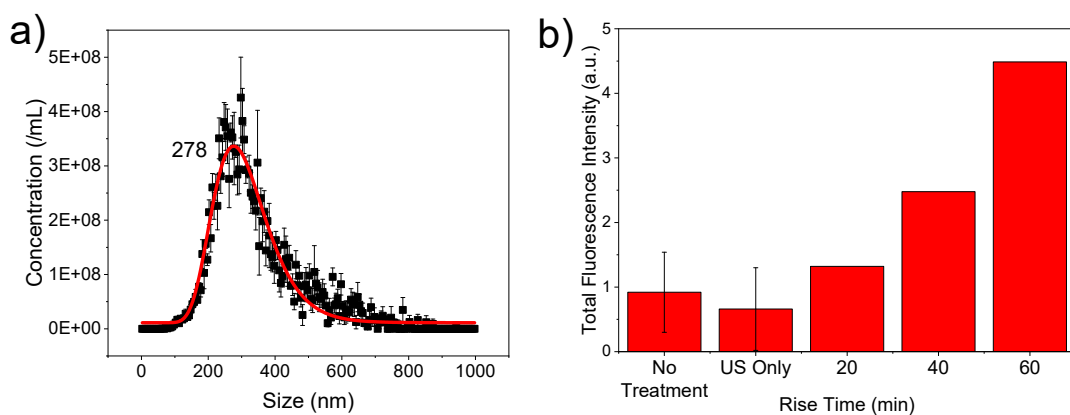 a)
Concentration (/mL)
5E+08
4E+08
3E+08
2E+08
1E+08
0E+00
278
0 200 400 600 800 1000
Size (nm)
b)
Total Fluorescence Intensity (a.u.)
5
4
3
2
1
0
No US Only 20 40 60
Treatment
Rise Time (min)